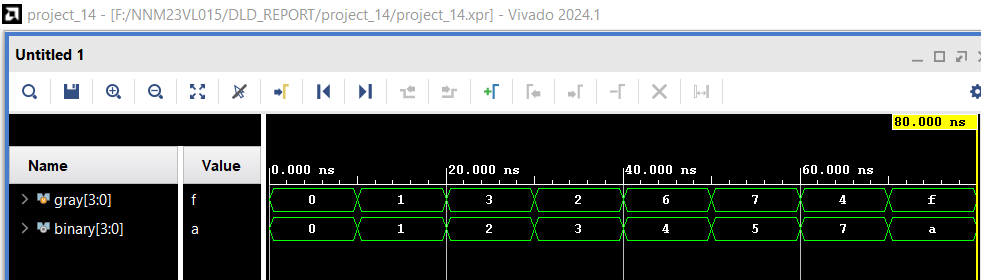 project_14 - [F:/NNM23VL015/DLD_REPORT/project_14/project_14.xpr] - Vivado 2024.1
Untitled 1
80.000 ns
Name Value 0.000 ns 20.000 ns 40.000 ns 60.000 ns
gray[3:0] f 0 1 3 2 6 7 4 f
binary[3:0] a 0 1 2 3 4 5 7 a